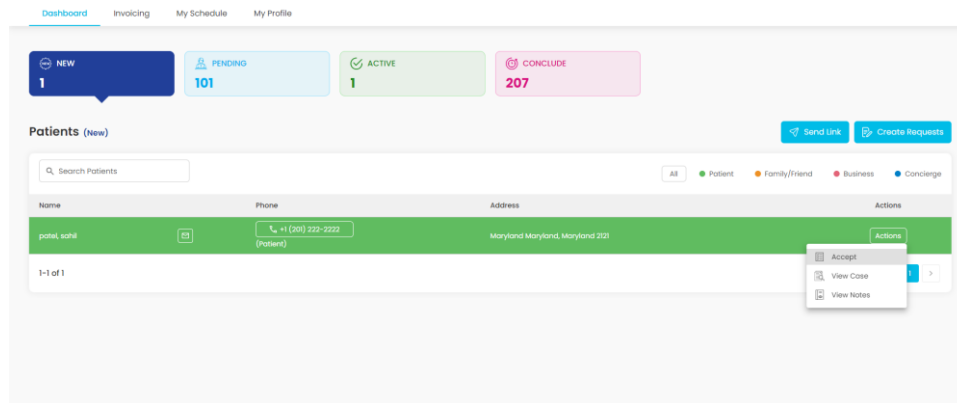 Dashboard Invoicing My Schedule My Profile
NEW PENDING ACTIVE CONCLUDE
1 101 1 207
Patients (New) Send Link Create Requests
Search Patients All Patient Family/Friend Business Concierge
Name Phone Address Actions
patel, sahil +1 (201) 222-2222 Maryland Maryland, Maryland 2121 Actions
(Patient)
Accept
1-1 of 1 View Case 1 >
View Notes